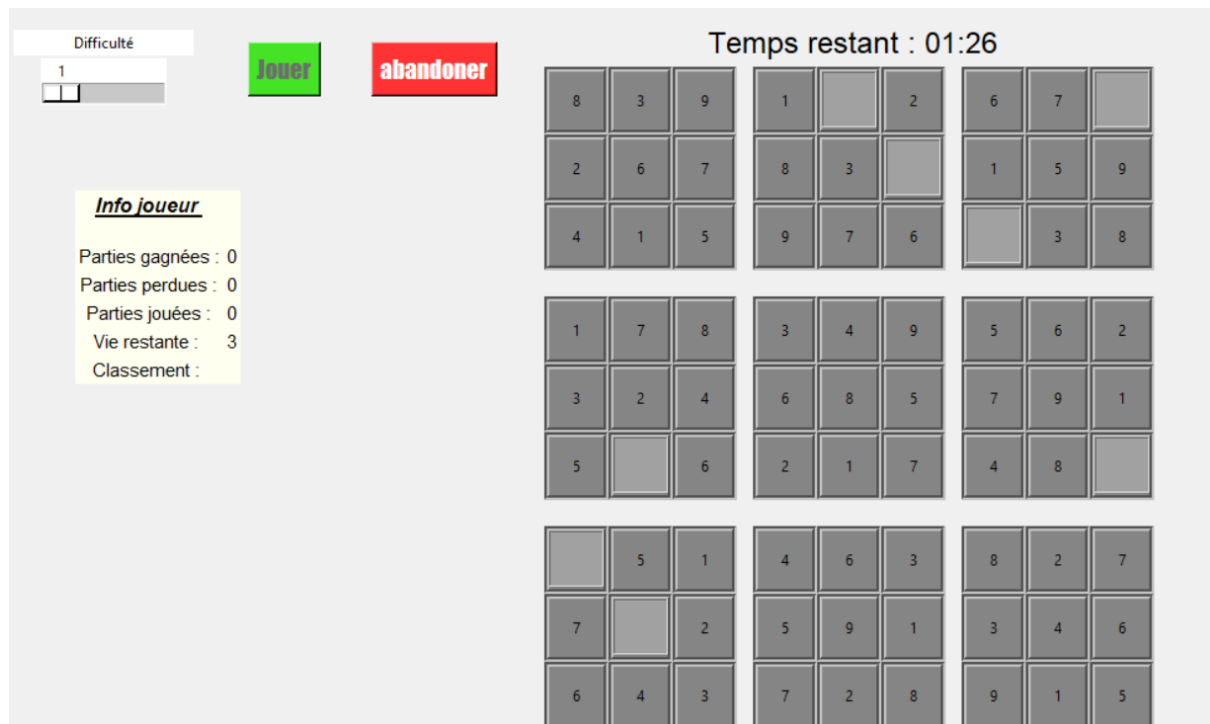 Difficulté
1
Jouer
abandoner
Temps restant : 01:26
Info joueur
Parties gagnées : 0
Parties perdues : 0
Parties jouées : 0
Vie restante : 3
Classement :
8 3 9 1 2 6 7
2 6 7 8 3 1 5 9
4 1 5 9 7 6 3 8
1 7 8 3 4 9 5 6 2
3 2 4 6 8 5 7 9 1
5 6 2 1 7 4 8
5 1 4 6 3 8 2 7
7 2 5 9 1 3 4 6
6 4 3 7 2 8 9 1 5